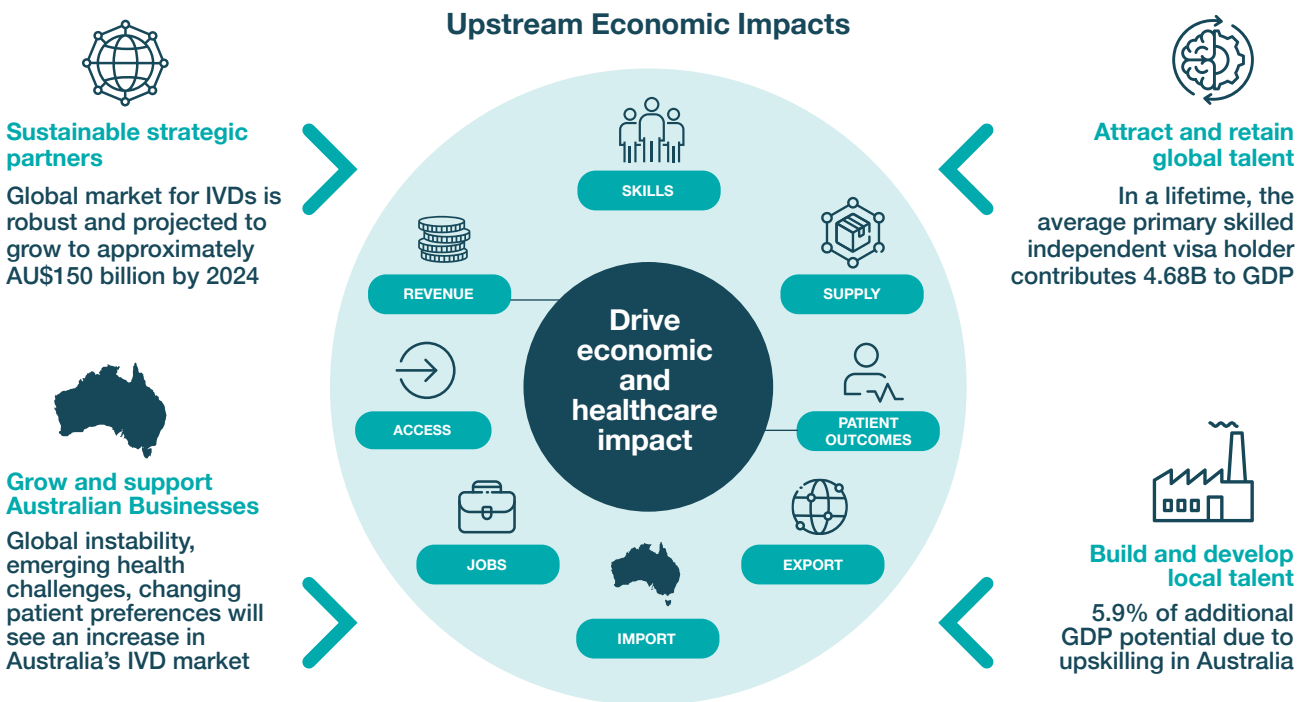 Upstream Economic Impacts
Sustainable strategic
partners
Global market for IVDs is
robust and projected to
grow to approximately
AU$150 billion by 2024
Grow and support
Australian Businesses
Global instability,
emerging health
challenges, changing
patient preferences will
see an increase in
Australia's IVD market
SKILLS
REVENUE
SUPPLY
Drive
economic
and
healthcare
impact
ACCESS
PATIENT
OUTCOMES
JOBS
EXPORT
IMPORT
Attract and retain
global talent
In a lifetime, the
average primary skilled
independent visa holder
contributes 4.68B to GDP
Build and develop
local talent
5.9% of additional
GDP potential due to
upskilling in Australia